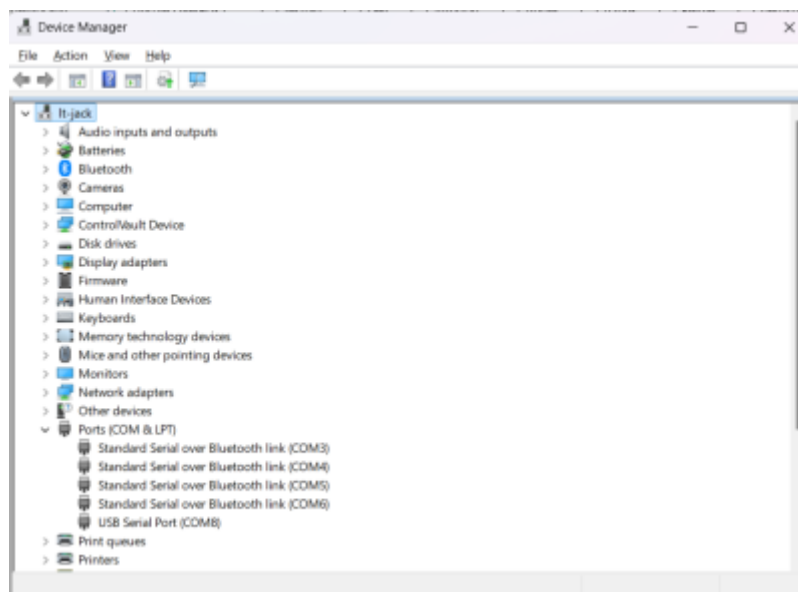 Device Manager
File Action View Help
lt-jack
Audio inputs and outputs
Batteries
Bluetooth
Cameras
Computer
ControlVault Device
Disk drives
Display adapters
Firmware
Human Interface Devices
Keyboards
Memory technology devices
Mice and other pointing devices
Monitors
Network adapters
Other devices
Ports (COM & LPT)
Standard Serial over Bluetooth link (COM3)
Standard Serial over Bluetooth link (COM4)
Standard Serial over Bluetooth link (COM5)
Standard Serial over Bluetooth link (COM6)
USB Serial Port (COM8)
Print queues
Printers